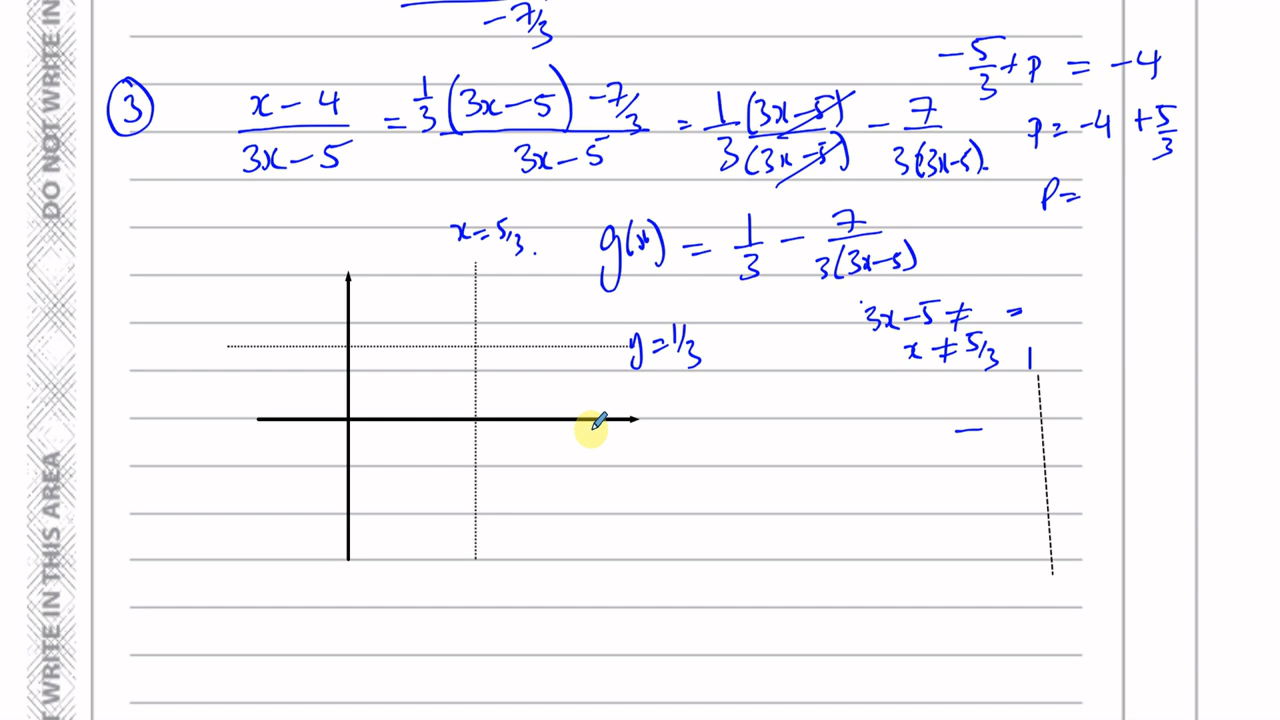 DO NOT WRITE IN
WRITE IN THIS AREA
-7/3
③ (x-4)/(3x-5) = (1/3(3x-5) -7/3)/(3x-5) = 1(3x-5)/3(3x-5) - 7/3(3x-5).
-5/3 + p = -4
p = -4 + 5/3
p =
x = 5/3.
g(x) = 1/3 - 7/3(3x-5)
3x-5 ≠ =
y = 1/3
x ≠ 5/3